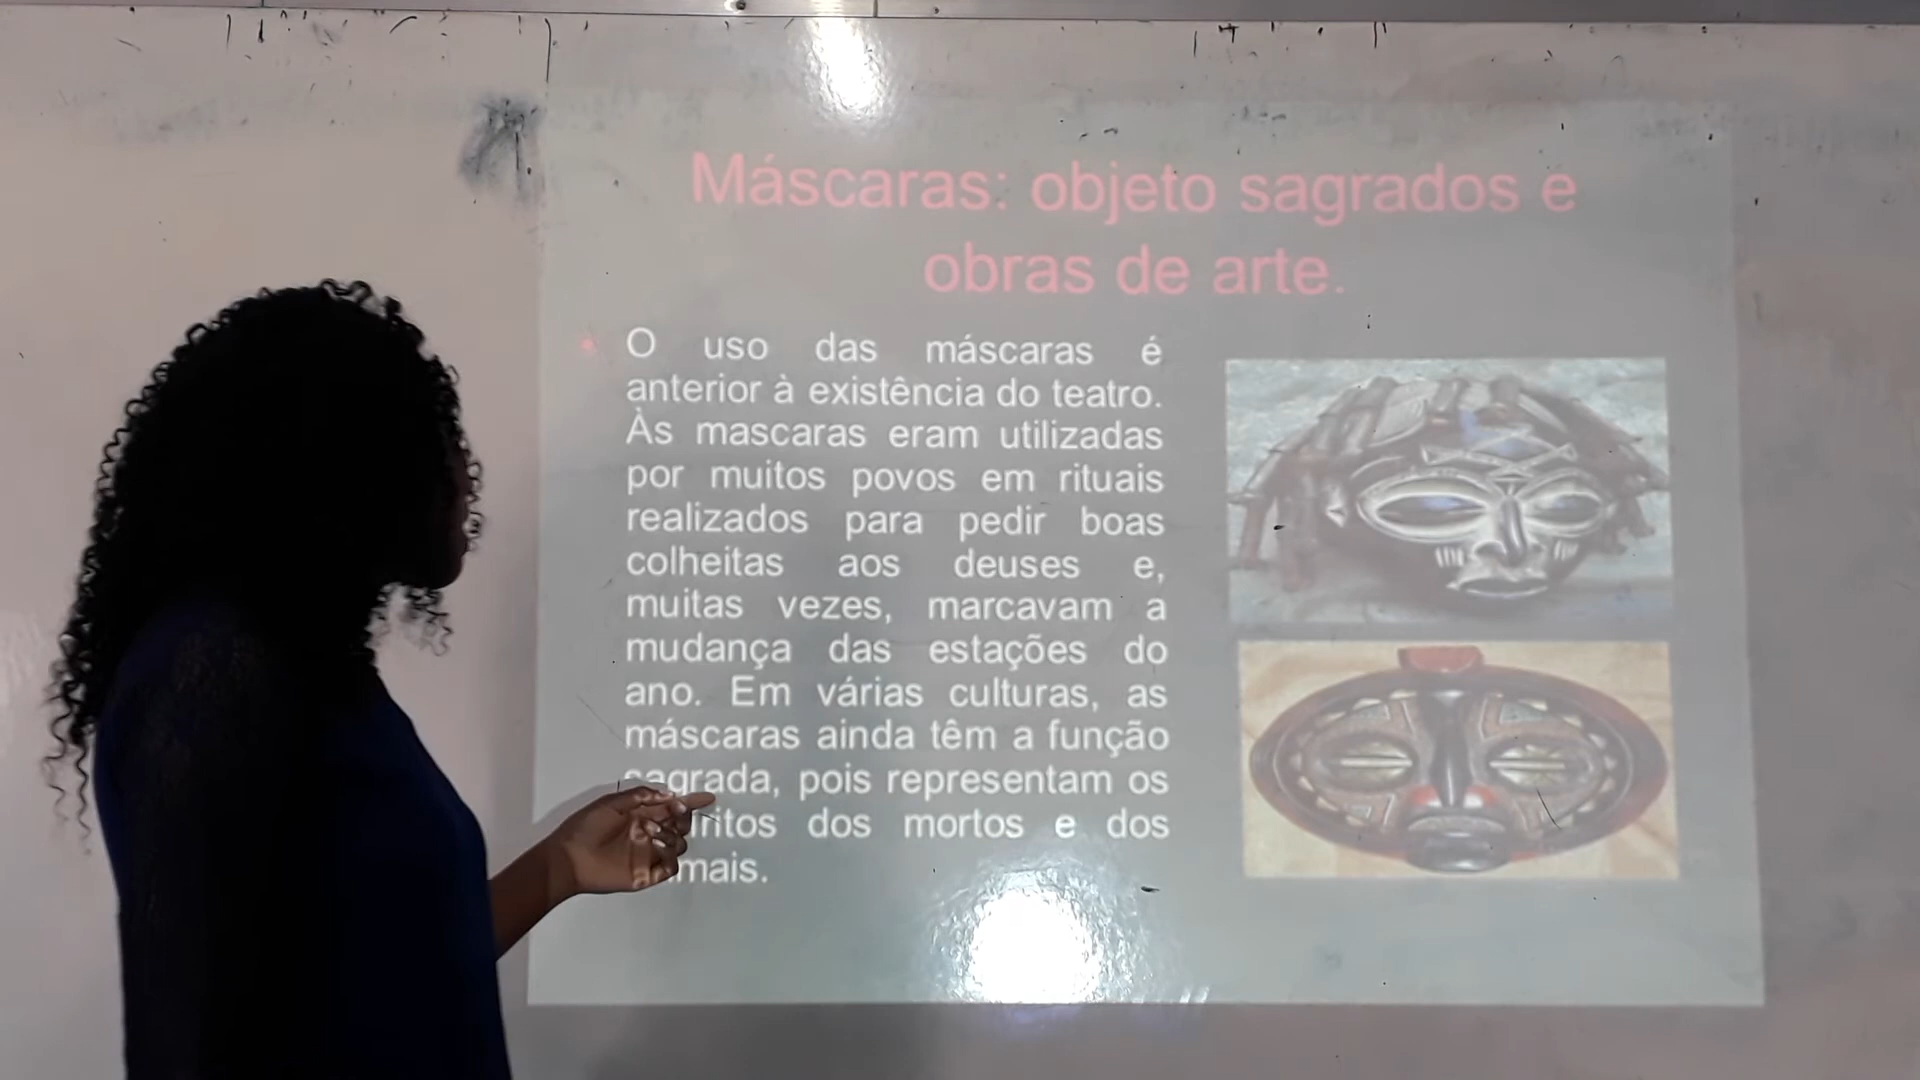 Máscaras: objeto sagrados e
obras de arte.
O uso das máscaras é
anterior à existência do teatro.
Às mascaras eram utilizadas
por muitos povos em rituais
realizados para pedir boas
colheitas aos deuses e,
muitas vezes, marcavam a
mudança das estações do
ano. Em várias culturas, as
máscaras ainda têm a função
sagrada, pois representam os
dos mortos e dos
animais.